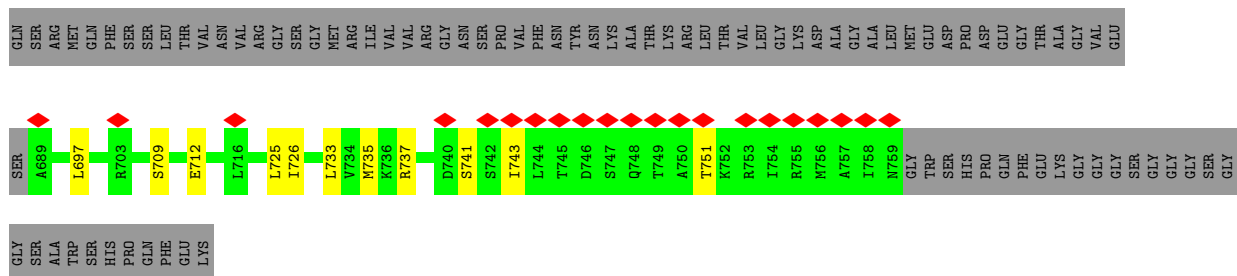 GLN SER ARG MET GLN PHE SER SER LEU THR VAL ASN VAL ARG GLY SER GLY MET ARG ILE VAL VAL ARG GLY ASN SER PRO VAL PHE ASN TYR ASN LYS ALA THR LYS ARG LEU THR VAL LEU GLY LYS ASP ALA GLY ALA LEU MET GLU ASP PRO ASP GLU GLY THR ALA GLY VAL GLU
SER A689 L697 R703 S709 E712 L716 L725 I726 L733 V734 M735 K736 R737 D740 S741 S742 I743 L744 T745 D746 S747 Q748 T749 A750 T751 K752 R753 I754 R755 M756 A757 I758 N759 GLY TRP SER HIS PRO GLN PHE GLU LYS GLY GLY GLY SER GLY GLY GLY SER GLY
GLY SER ALA TRP SER HIS PRO GLN PHE GLU LYS